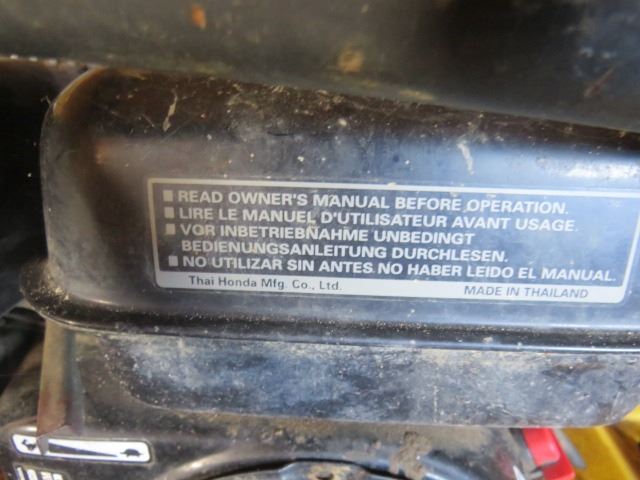 ■ READ OWNER'S MANUAL BEFORE OPERATION.
■ LIRE LE MANUEL D'UTILISATEUR AVANT USAGE.
■ VOR INBETRIEBNAHME UNBEDINGT
BEDIENUNGSANLEITUNG DURCHLESEN.
■ NO UTILIZAR SIN ANTES NO HABER LEIDO EL MANUAL.
Thai Honda Mfg. Co., Ltd. MADE IN THAILAND